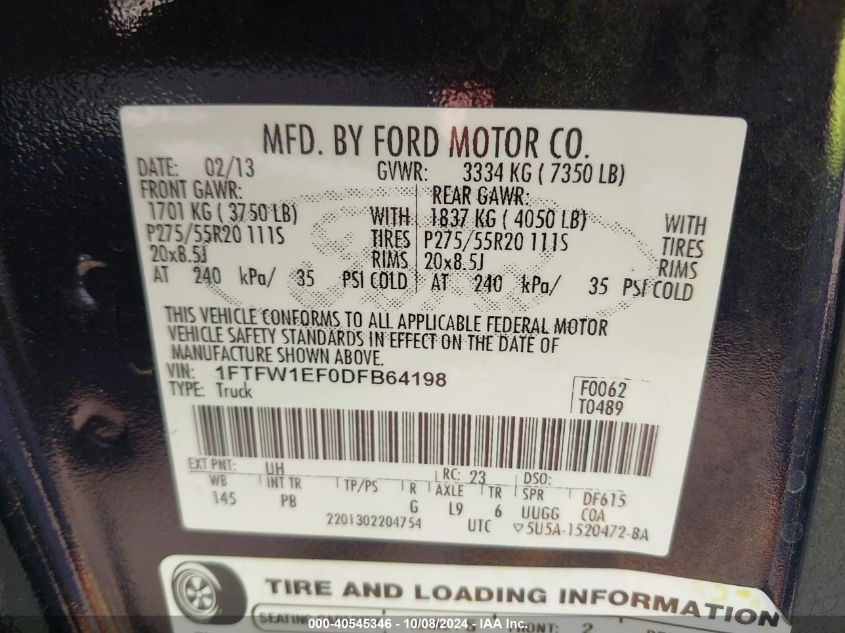 MFD. BY FORD MOTOR CO.
DATE: 02/13 GVWR: 3334 KG ( 7350 LB)
FRONT GAWR: REAR GAWR:
1701 KG ( 3750 LB) WITH 1837 KG ( 4050 LB) WITH
P275/55R20 111S TIRES P275/55R20 111S TIRES
20x8.5J RIMS 20x8.5J RIMS
AT 240 kPa/ 35 PSI COLD AT 240 kPa/ 35 PSI COLD
THIS VEHICLE CONFORMS TO ALL APPLICABLE FEDERAL MOTOR
VEHICLE SAFETY STANDARDS IN EFFECT ON THE DATE OF
MANUFACTURE SHOWN ABOVE.
VIN: 1FTFW1EF0DFB64198 F0062
TYPE: Truck T0489
EXT PNT: UH RC: 23 DSO:
WB INT TR TP/PS R AXLE TR SPR DF615
145 PB G L9 6 UUGG COA
2201302204754 UTC ▽5U5A-1520472-BA
TIRE AND LOADING INFORMATION
FRONT: 2
000-40545346 - 10/08/2024 - IAA Inc.